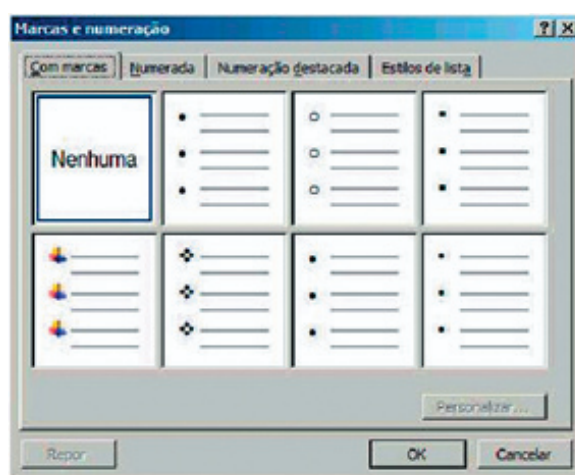 Marcas e numeração
Com marcas Numerada Numeração destacada Estilos de lista
Nenhuma
Personalizar...
Repor OK Cancelar